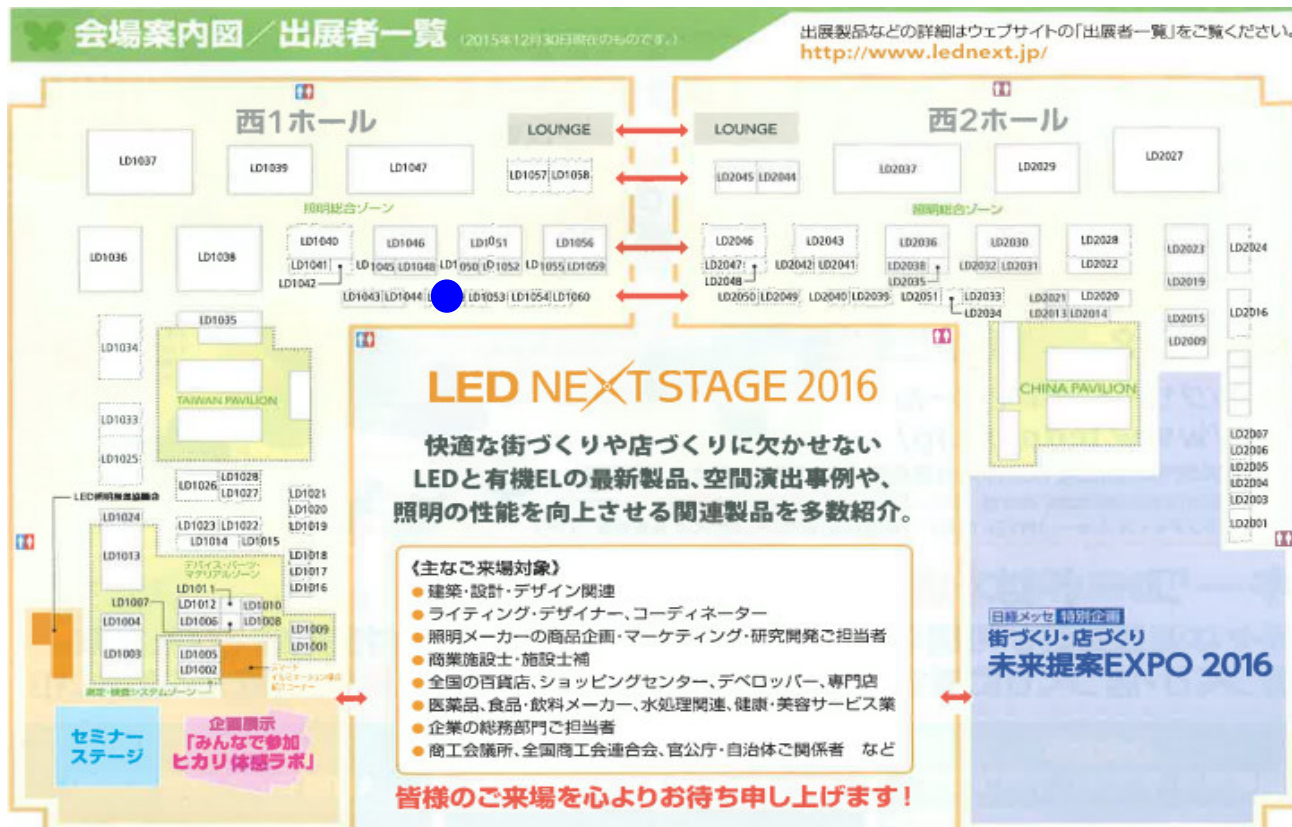 会場案内図／出展者一覧 (2015年12月30日現在のものです。)
出展製品などの詳細はウェブサイトの「出展者一覧」をご覧ください。
http://www.lednext.jp/
西1ホール
LOUNGE
LD1037
LD1039
LD1047
LD1057 LD1058
照明総合ゾーン
LD1036
LD1038
LD1040
LD1046
LD1051
LD1056
LD1041
LD1045 LD1048 LD1050 LD1052 LD1055 LD1059
LD1042
LD1043 LD1044
LD1053 LD1054 LD1060
LD1035
LD1034
TAIWAN PAVILION
LD1033
LD1025
LD1026
LD1028
LD1027
LD1021
LD1020
LD1019
LD1024
LD1023 LD1022
LD1014 LD1015
LD1013
デバイス・パーツ・
マテリアルゾーン
LD1018
LD1017
LD1016
LD1011
LD1007
LD1012
LD1010
LD1004
LD1006
LD1008
LD1009
LD1003
LD1005
LD1001
LD1002
測定・検査システムゾーン
セミナー
ステージ
企画展示
「みんなで参加
ヒカリ体感ラボ」
西2ホール
LOUNGE
LD2045 LD2044
LD2037
LD2029
LD2027
照明総合ゾーン
LD2046
LD2043
LD2036
LD2030
LD2028
LD2023
LD2024
LD2047
LD2042 LD2041
LD2038
LD2032 LD2031
LD2022
LD2048
LD2035
LD2019
LD2050 LD2049
LD2040 LD2039
LD2051
LD2033
LD2034
LD2021
LD2020
LD2013 LD2014
LD2015
LD2016
LD2009
CHINA PAVILION
LD2007
LD2006
LD2005
LD2004
LD2003
LD2001
LED NEXT STAGE 2016
快適な街づくりや店づくりに欠かせない
LEDと有機ELの最新製品、空間演出事例や、
照明の性能を向上させる関連製品を多数紹介。
《主なご来場対象》
● 建築・設計・デザイン関連
● ライティング・デザイナー、コーディネーター
● 照明メーカーの商品企画・マーケティング・研究開発ご担当者
● 商業施設士・施設士補
● 全国の百貨店、ショッピングセンター、デベロッパー、専門店
● 医薬品、食品・飲料メーカー、水処理関連、健康・美容サービス業
● 企業の総務部門ご担当者
● 商工会議所、全国商工会連合会、官公庁・自治体ご関係者 など
皆様のご来場を心よりお待ち申し上げます！
日経メッセ 特別企画
街づくり・店づくり
未来提案EXPO 2016